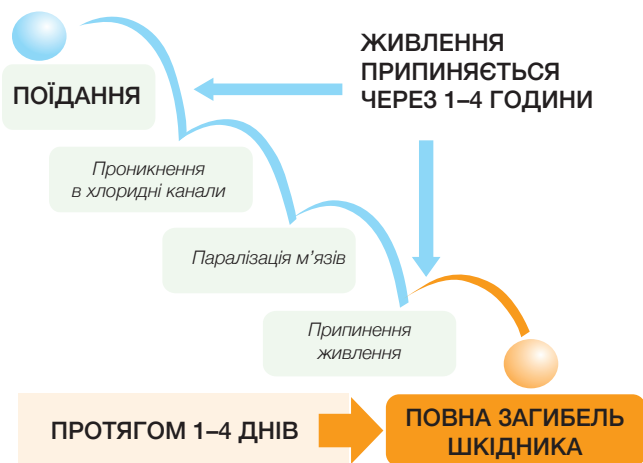 ЖИВЛЕННЯ
ПРИПИНЯЄТЬСЯ
ЧЕРЕЗ 1–4 ГОДИНИ
ПОЇДАННЯ
Проникнення
в хлоридні канали
Паралізація м’язів
Припинення
живлення
ПРОТЯГОМ 1–4 ДНІВ
ПОВНА ЗАГИБЕЛЬ
ШКІДНИКА